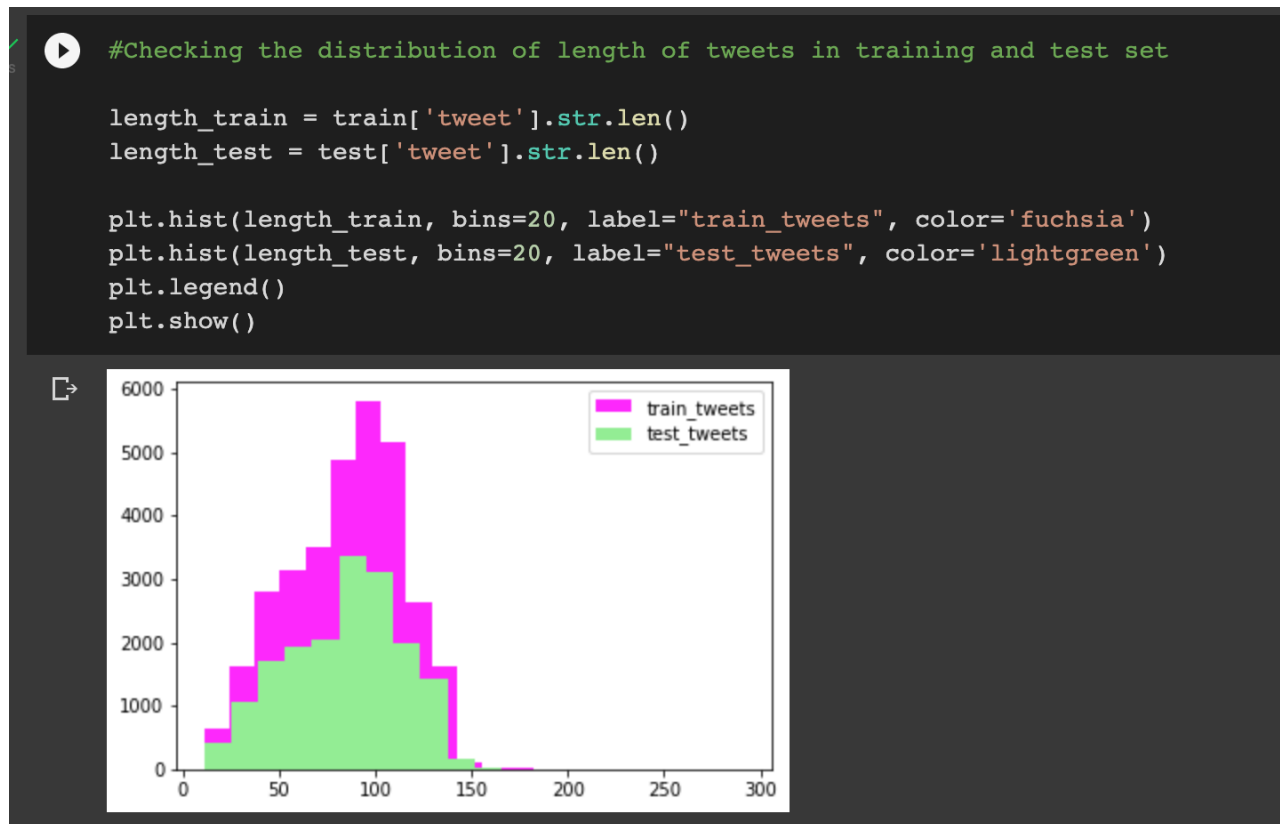 #Checking the distribution of length of tweets in training and test set
length_train = train['tweet'].str.len()
length_test = test['tweet'].str.len()
plt.hist(length_train, bins=20, label="train_tweets", color='fuchsia')
plt.hist(length_test, bins=20, label="test_tweets", color='lightgreen')
plt.legend()
plt.show()
s
6000
train_tweets
test_tweets
5000
4000
3000
2000
1000
0
0 50 100 150 200 250 300